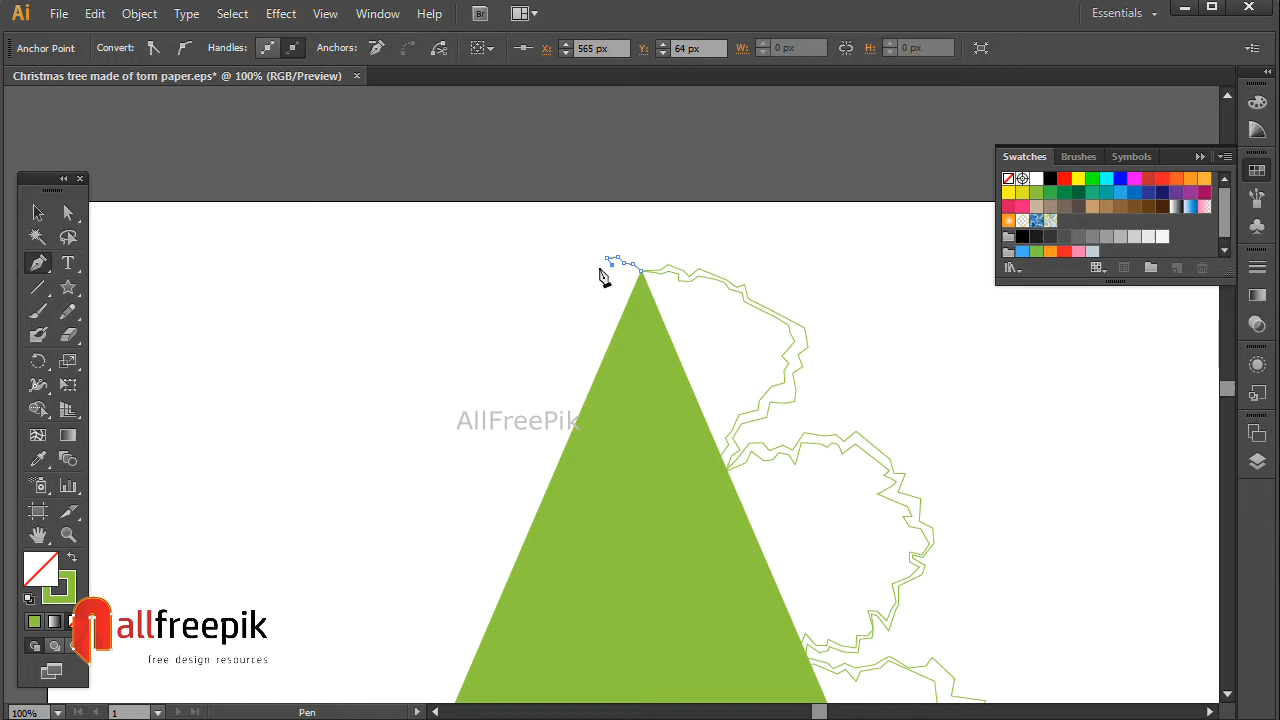 Ai File Edit Object Type Select Effect View Window Help Br Essentials
Anchor Point Convert: Handles: Anchors: X: 565 px Y: 64 px W: 0 px H: 0 px
Christmas tree made of torn paper.eps* @ 100% (RGB/Preview) ×
Swatches Brushes Symbols
T
AllFreePik
allfreepik
free design resources
100% 1 Pen